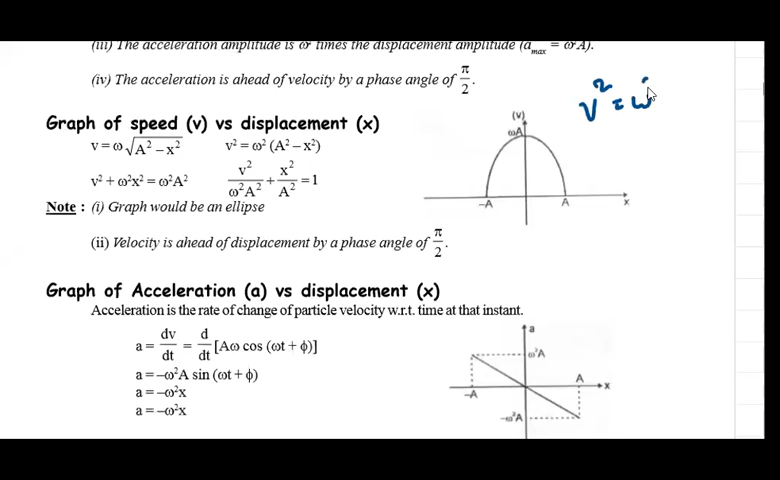 (iii) The acceleration amplitude is ω² times the displacement amplitude (a_max = ω²A).
(iv) The acceleration is ahead of velocity by a phase angle of π/2.
v² = ω
Graph of speed (v) vs displacement (x)
v = ω√(A² – x²) v² = ω² (A² – x²)
v² + ω²x² = ω²A² v²/ω²A² + x²/A² = 1
(v)
ωA
–A A x
Note : (i) Graph would be an ellipse
(ii) Velocity is ahead of displacement by a phase angle of π/2.
Graph of Acceleration (a) vs displacement (x)
Acceleration is the rate of change of particle velocity w.r.t. time at that instant.
a = dv/dt = d/dt [Aω cos (ωt + ϕ)]
a = –ω²A sin (ωt + ϕ)
a = –ω²x
a = –ω²x
a
ω²A
–A A x
–ω²A